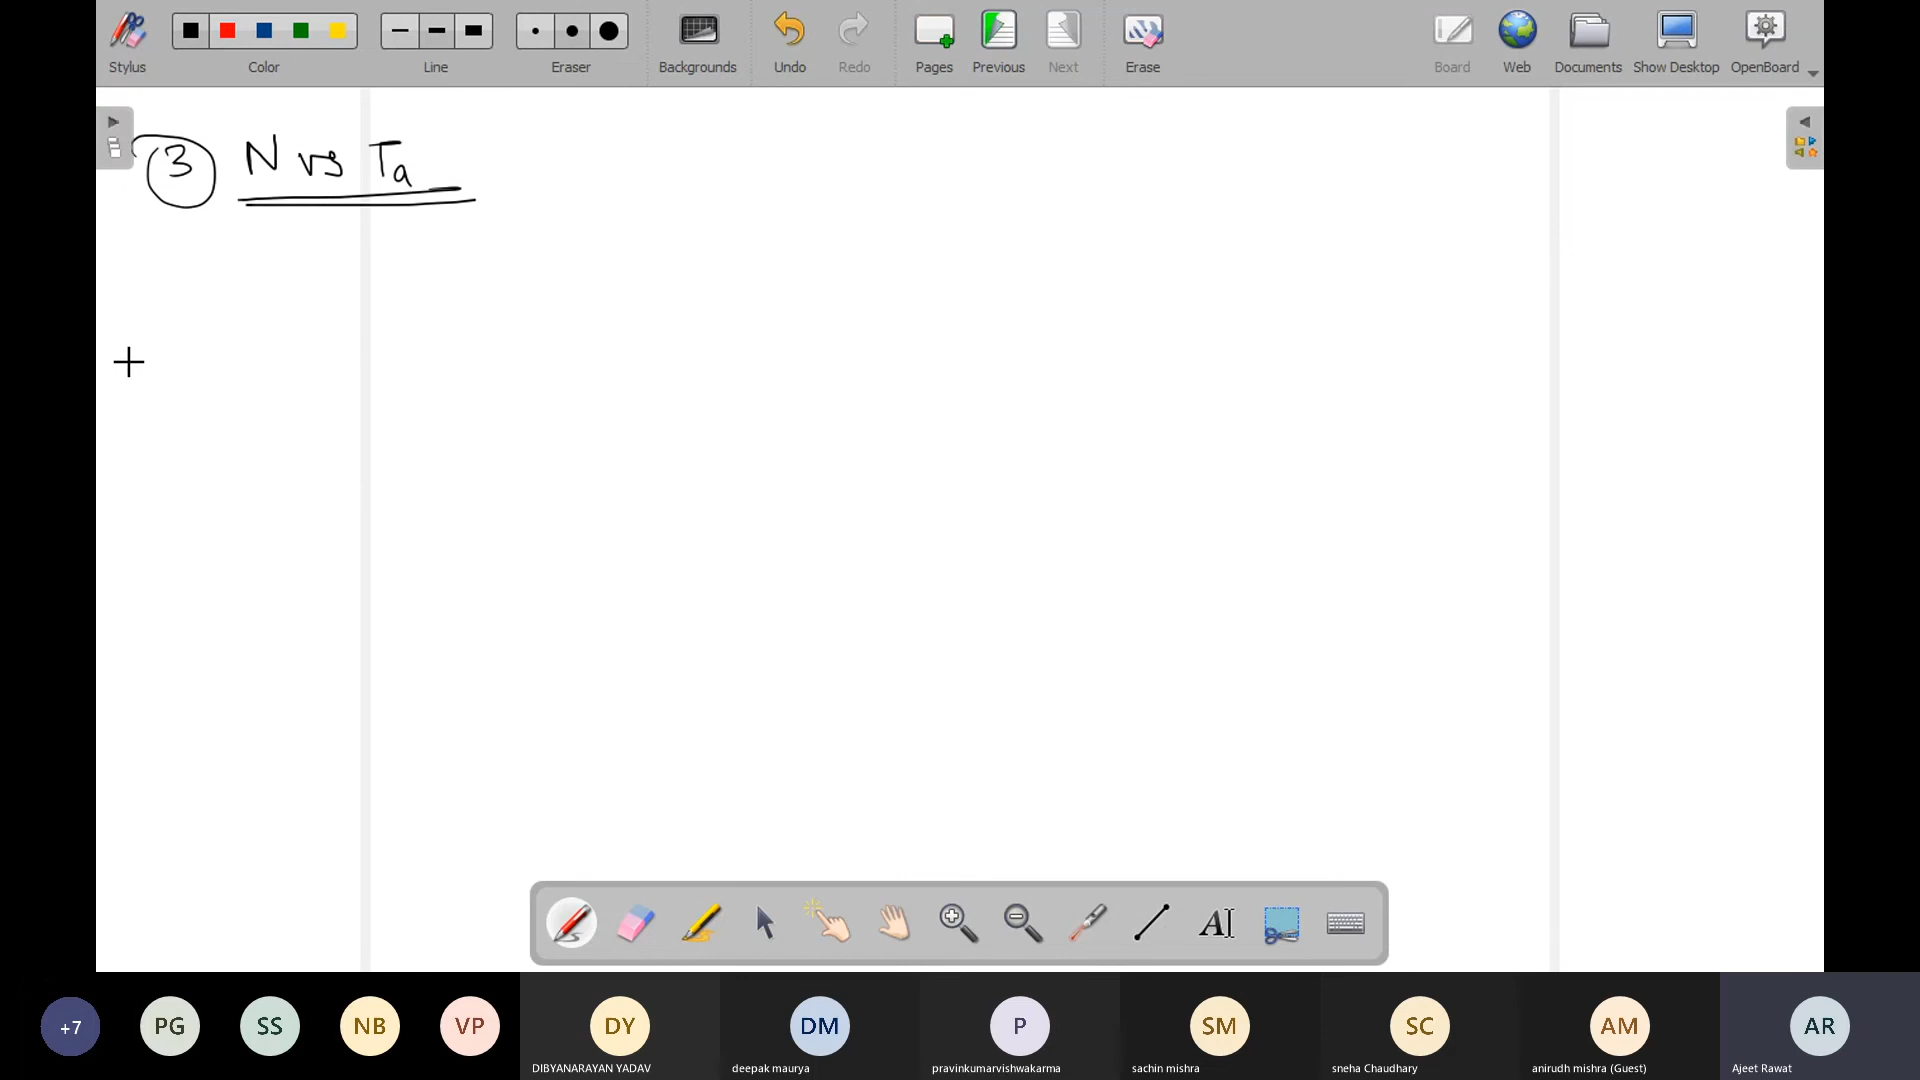 Stylus Color Line Eraser Backgrounds Undo Redo Pages Previous Next Erase Board Web Documents Show Desktop OpenBoard
③ N vs Ta
A
+7 PG SS NB VP DY DM P SM SC AM AR
DIBYANARAYAN YADAV deepak maurya pravinkumarvishwakarma sachin mishra sneha Chaudhary anirudh mishra (Guest) Ajeet Rawat